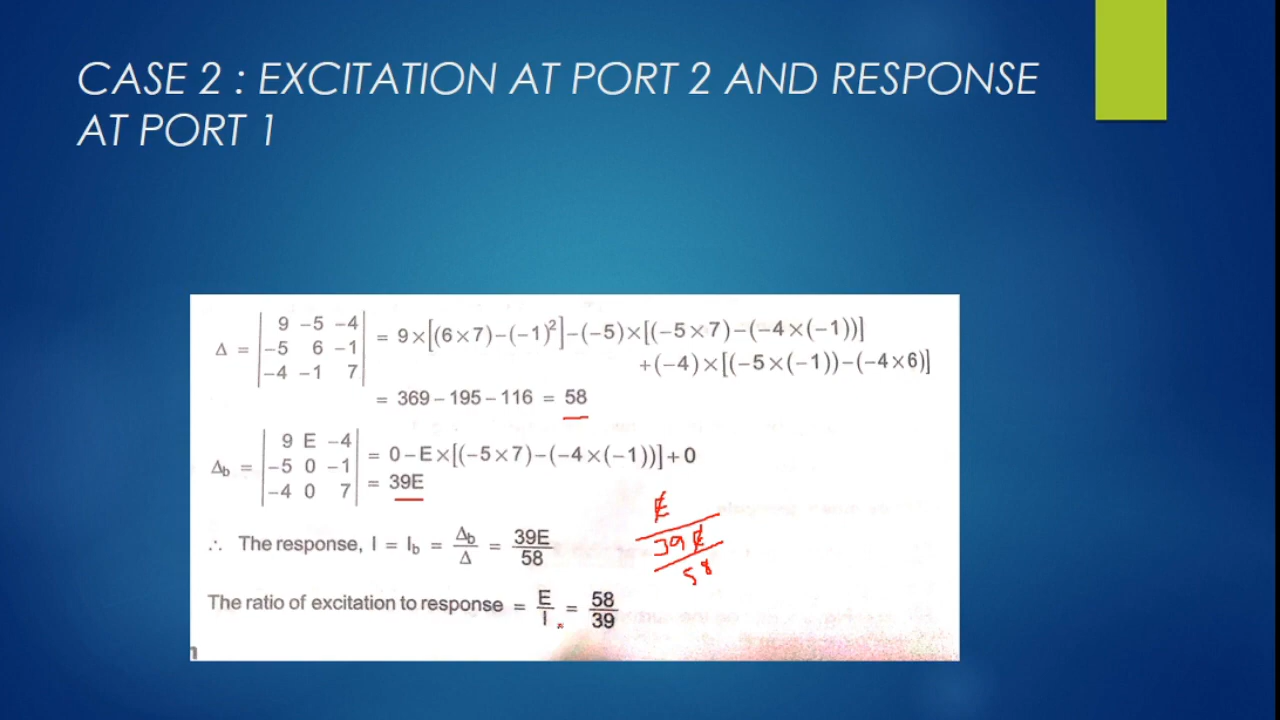 CASE 2 : EXCITATION AT PORT 2 AND RESPONSE
AT PORT 1
Δ = | 9 −5 −4 | = 9×[(6×7)−(−1)²]−(−5)×[(−5×7)−(−4×(−1))]
| −5 6 −1 |
| −4 −1 7 | +(−4)×[(−5×(−1))−(−4×6)]
= 369 − 195 − 116 = 58
Δb = | 9 E −4 | = 0−E×[(−5×7)−(−4×(−1))]+0
| −5 0 −1 |
| −4 0 7 | = 39E
E
39E
58
∴ The response, I = Ib = Δb/Δ = 39E/58
The ratio of excitation to response = E/I = 58/39